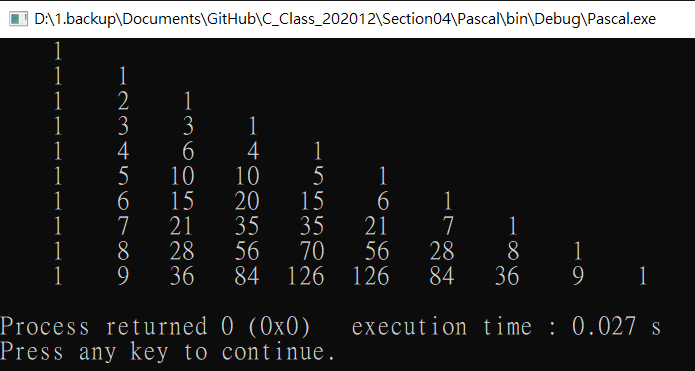 D:\1.backup\Documents\GitHub\C_Class_202012\Section04\Pascal\bin\Debug\Pascal.exe
1
1 1
1 2 1
1 3 3 1
1 4 6 4 1
1 5 10 10 5 1
1 6 15 20 15 6 1
1 7 21 35 35 21 7 1
1 8 28 56 70 56 28 8 1
1 9 36 84 126 126 84 36 9 1
Process returned 0 (0x0)   execution time : 0.027 s
Press any key to continue.